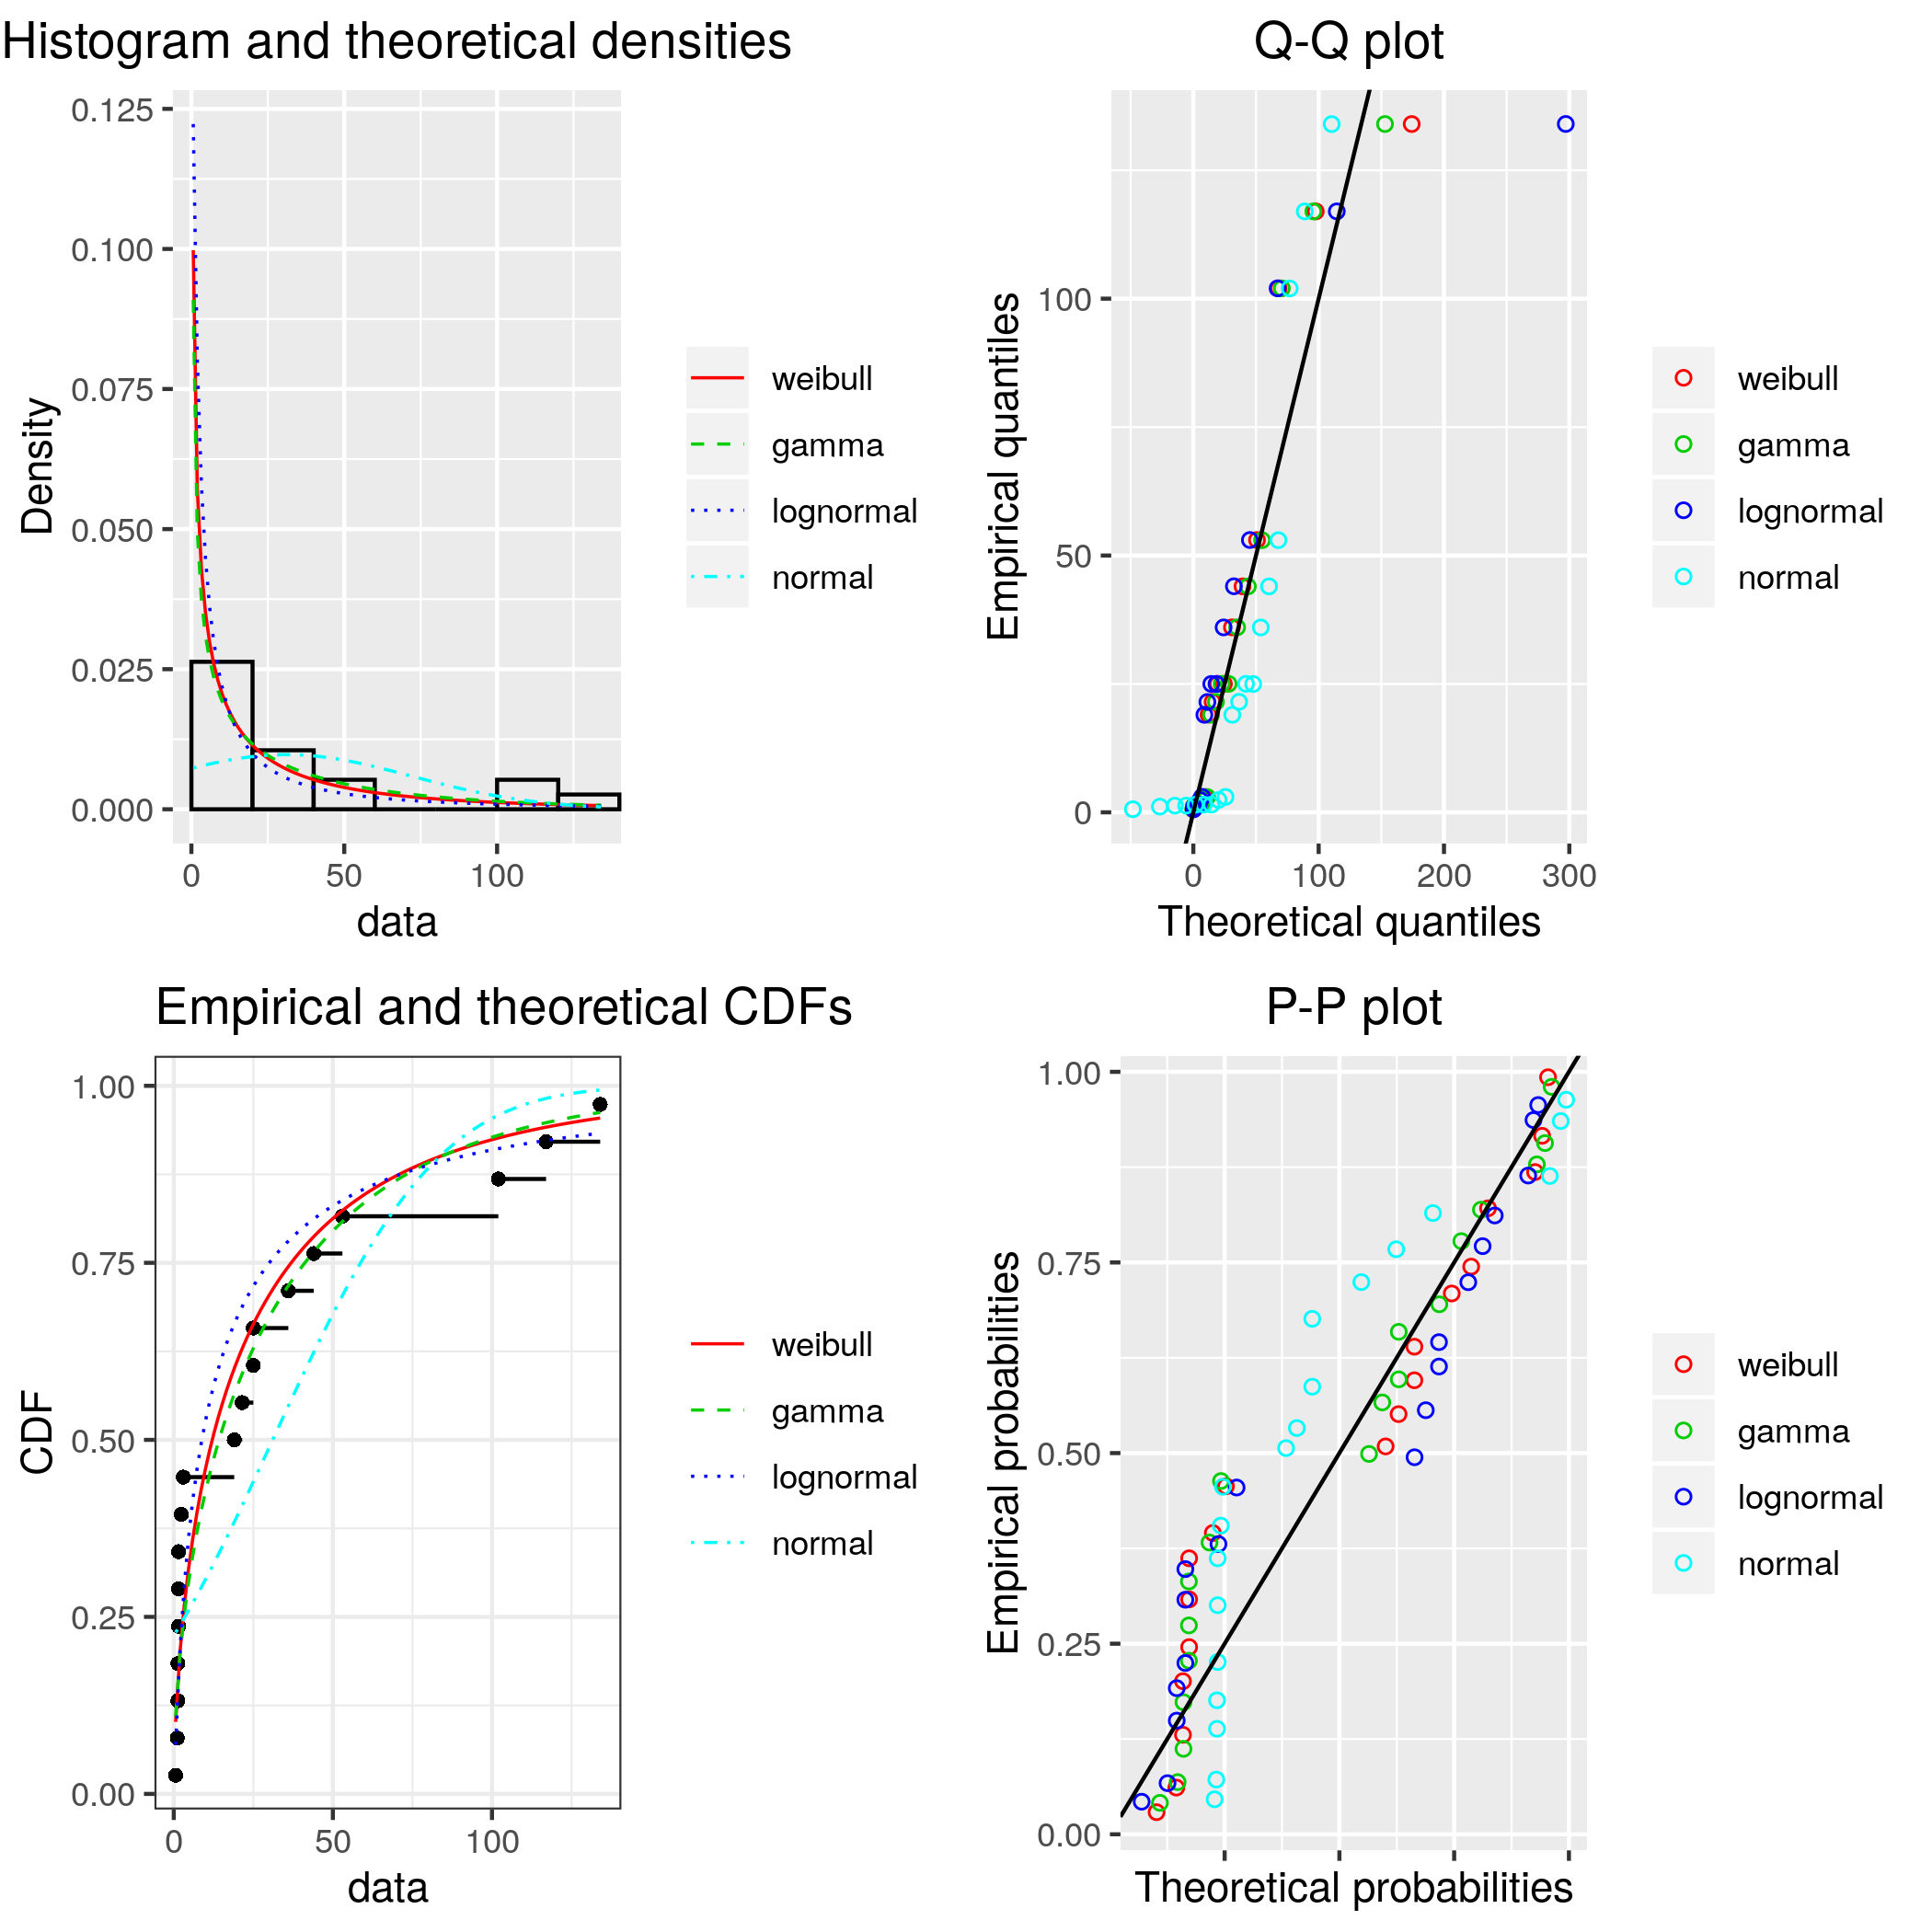 Histogram and theoretical densities
0.125
0.100
0.075
0.050
0.025
0.000
Density
0 50 100
data
weibull
gamma
lognormal
normal
Q-Q plot
100
50
0
Empirical quantiles
0 100 200 300
Theoretical quantiles
weibull
gamma
lognormal
normal
Empirical and theoretical CDFs
1.00
0.75
0.50
0.25
0.00
CDF
0 50 100
data
weibull
gamma
lognormal
normal
P-P plot
1.00
0.75
0.50
0.25
0.00
Empirical probabilities
Theoretical probabilities
weibull
gamma
lognormal
normal